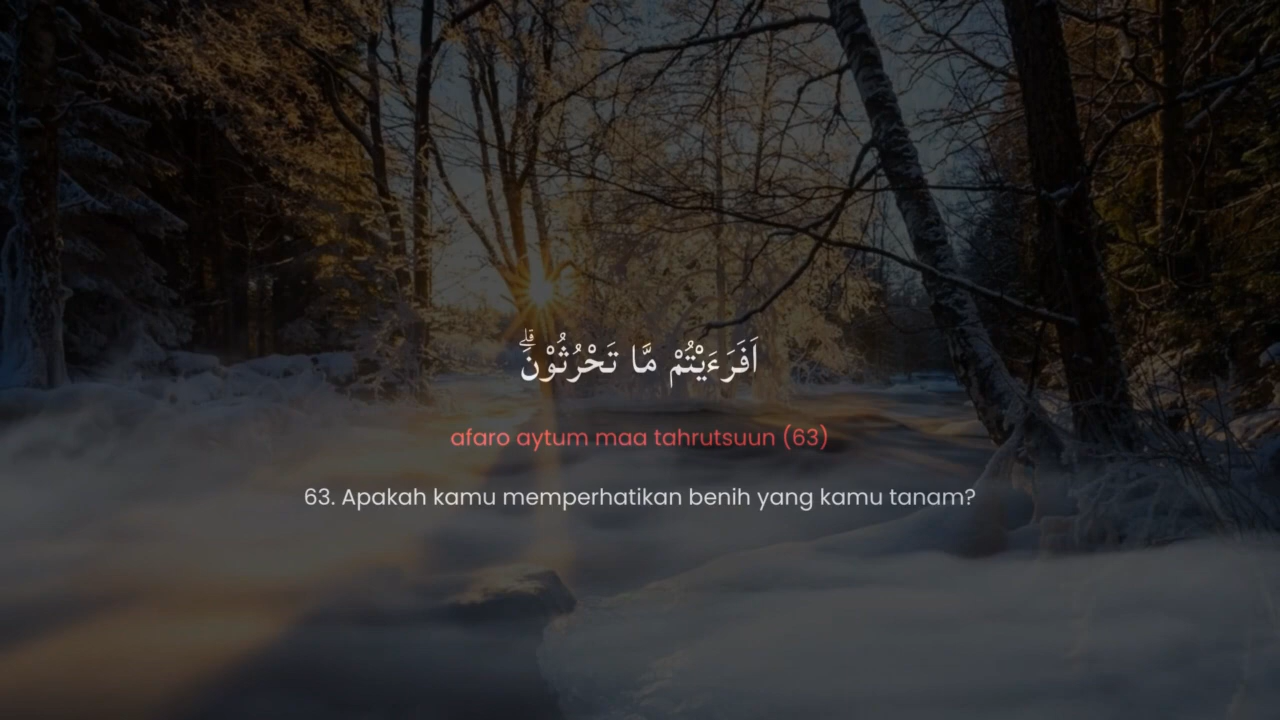 اَفَرَءَيْتُمْ مَّا تَحْرُثُوْنَۗ
afaro aytum maa tahrutsuun (63)
63. Apakah kamu memperhatikan benih yang kamu tanam?